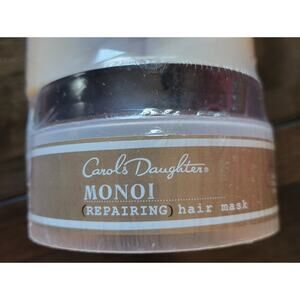 Carol's Daughter®
MONOI
(REPAIRING) hair mask